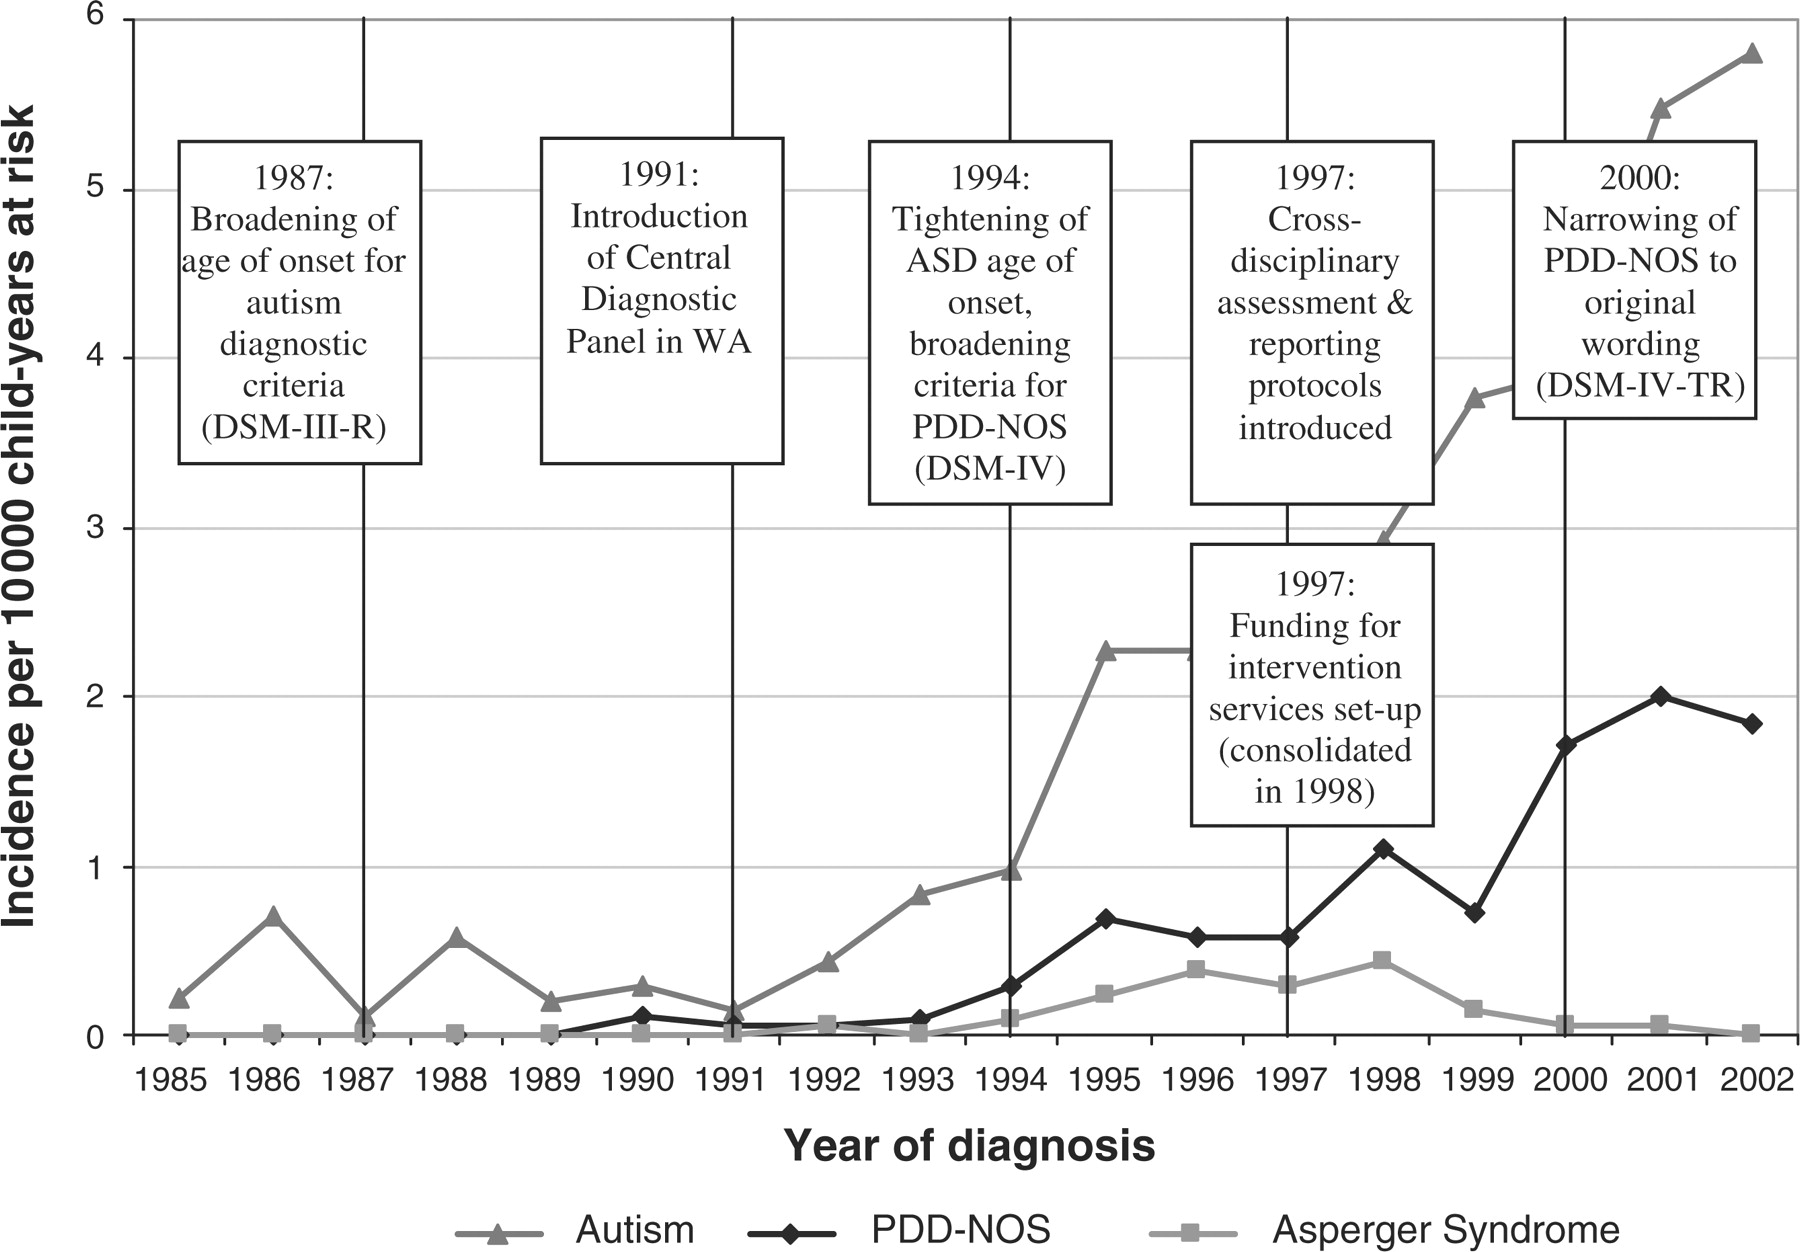 Incidence per 10000 child-years at risk
6
5
4
3
2
1
0
1987:
Broadening of
age of onset for
autism
diagnostic
criteria
(DSM-III-R)
1991:
Introduction
of Central
Diagnostic
Panel in WA
1994:
Tightening of
ASD age of
onset,
broadening
criteria for
PDD-NOS
(DSM-IV)
1997:
Cross-
disciplinary
assessment &
reporting
protocols
introduced
1997:
Funding for
intervention
services set-up
(consolidated
in 1998)
2000:
Narrowing of
PDD-NOS to
original
wording
(DSM-IV-TR)
1985 1986 1987 1988 1989 1990 1991 1992 1993 1994 1995 1996 1997 1998 1999 2000 2001 2002
Year of diagnosis
Autism PDD-NOS Asperger Syndrome